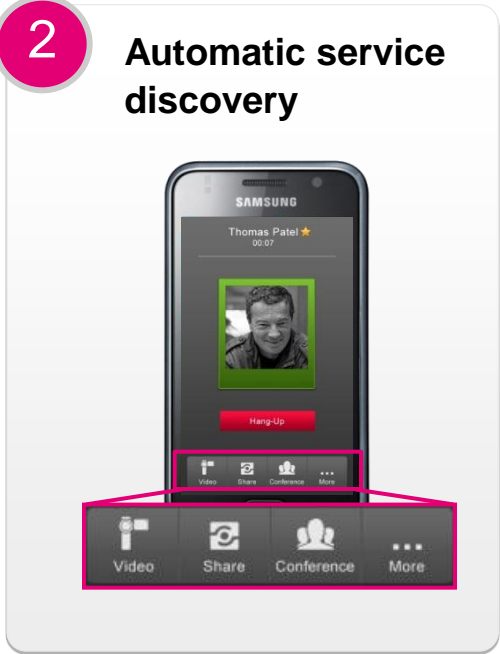 2
Automatic service
discovery
SAMSUNG
Thomas Patel
00:07
Hang-Up
Video Share Conference More
Video Share Conference More